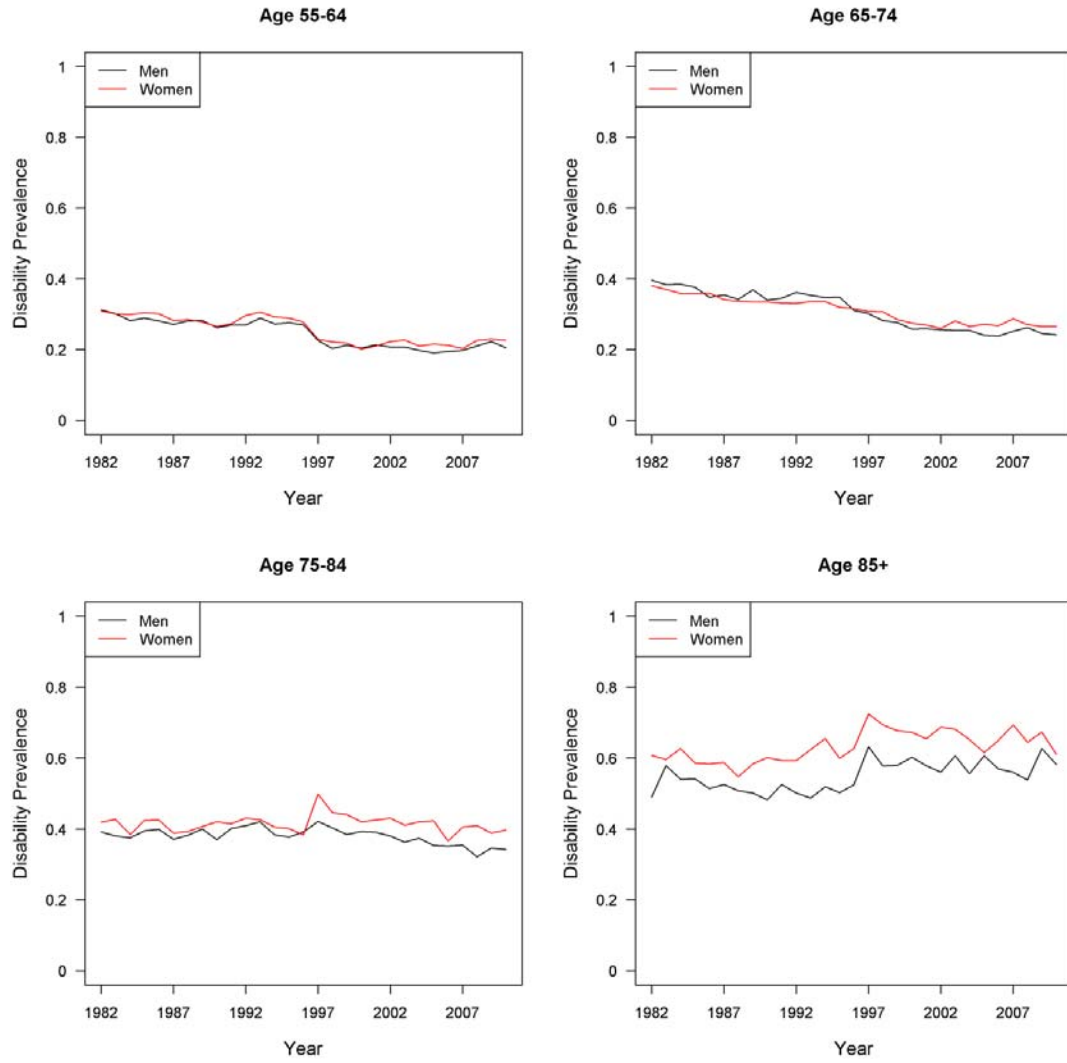 Age 55-64
Men
Women
Disability Prevalence
1
0.8
0.6
0.4
0.2
0
1982 1987 1992 1997 2002 2007
Year
Age 65-74
Men
Women
Disability Prevalence
1
0.8
0.6
0.4
0.2
0
1982 1987 1992 1997 2002 2007
Year
Age 75-84
Men
Women
Disability Prevalence
1
0.8
0.6
0.4
0.2
0
1982 1987 1992 1997 2002 2007
Year
Age 85+
Men
Women
Disability Prevalence
1
0.8
0.6
0.4
0.2
0
1982 1987 1992 1997 2002 2007
Year